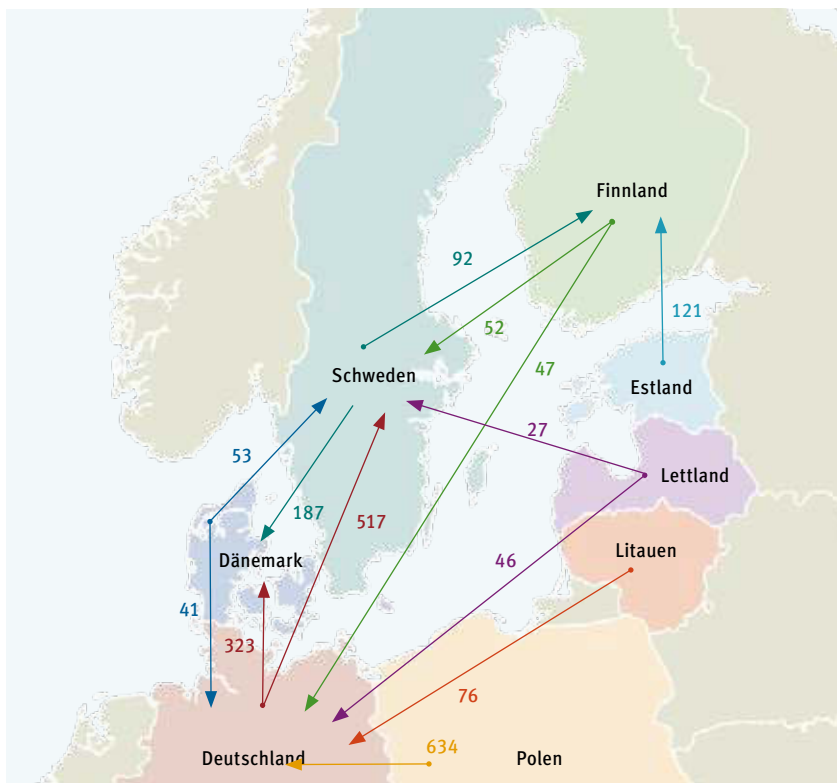 Finnland
92
121
52
47
Schweden
Estland
27
53
Lettland
187
517
Litauen
46
Dänemark
41
323
76
634
Deutschland
Polen